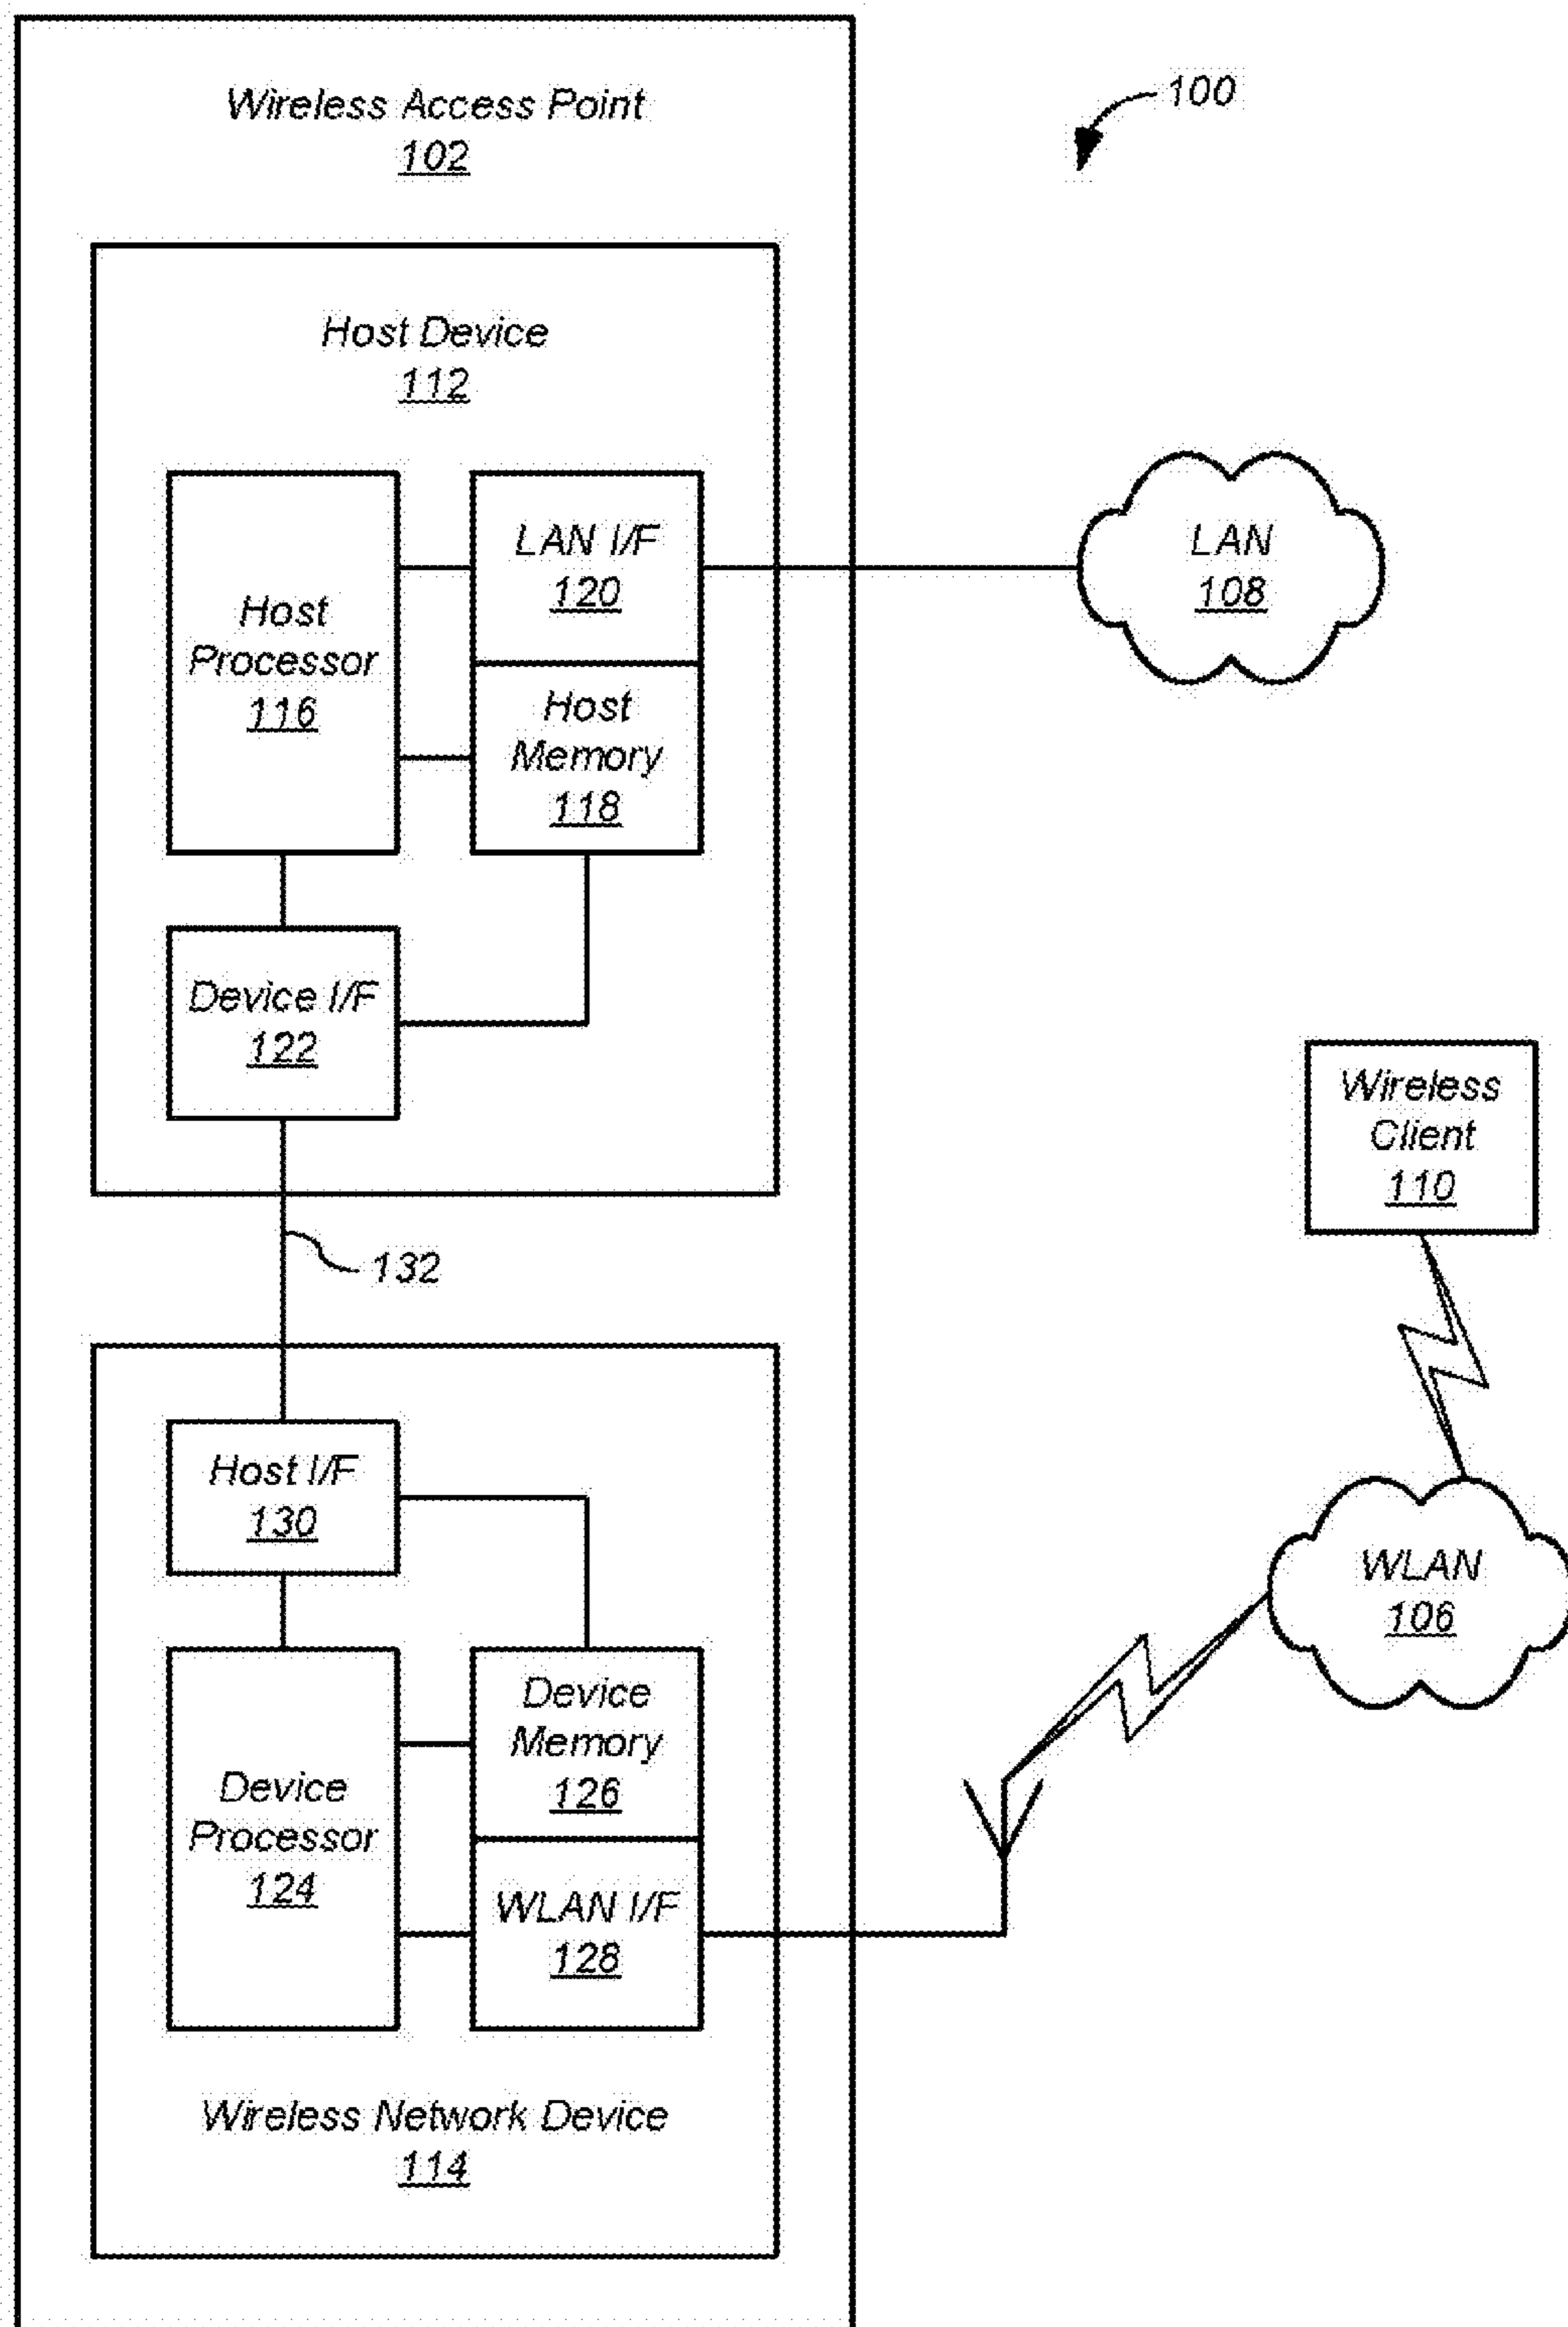 Wireless Access Point
102
100
Host Device
112
Host
Processor
116
LAN I/F
120
Host
Memory
118
LAN
108
Device I/F
122
Wireless
Client
110
132
Host I/F
130
WLAN
106
Device
Memory
126
Device
Processor
124
WLAN I/F
128
Wireless Network Device
114